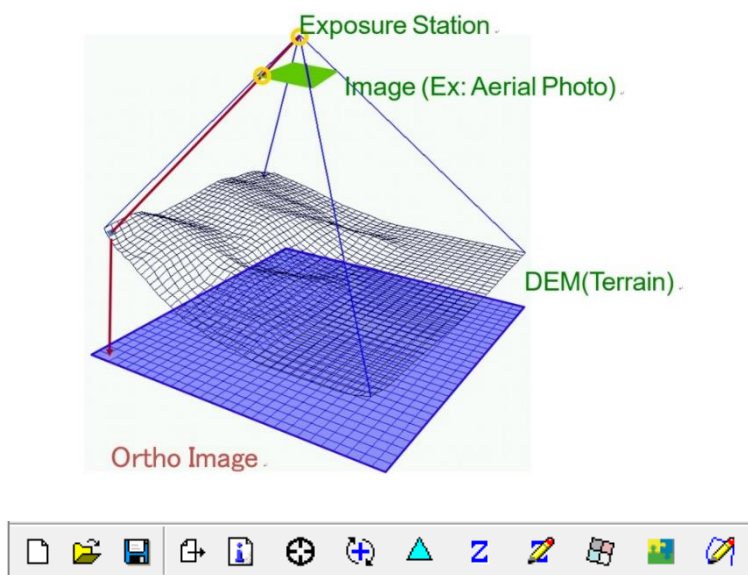 Exposure Station
Image (Ex: Aerial Photo)
DEM(Terrain)
Ortho Image
i
Z
Z